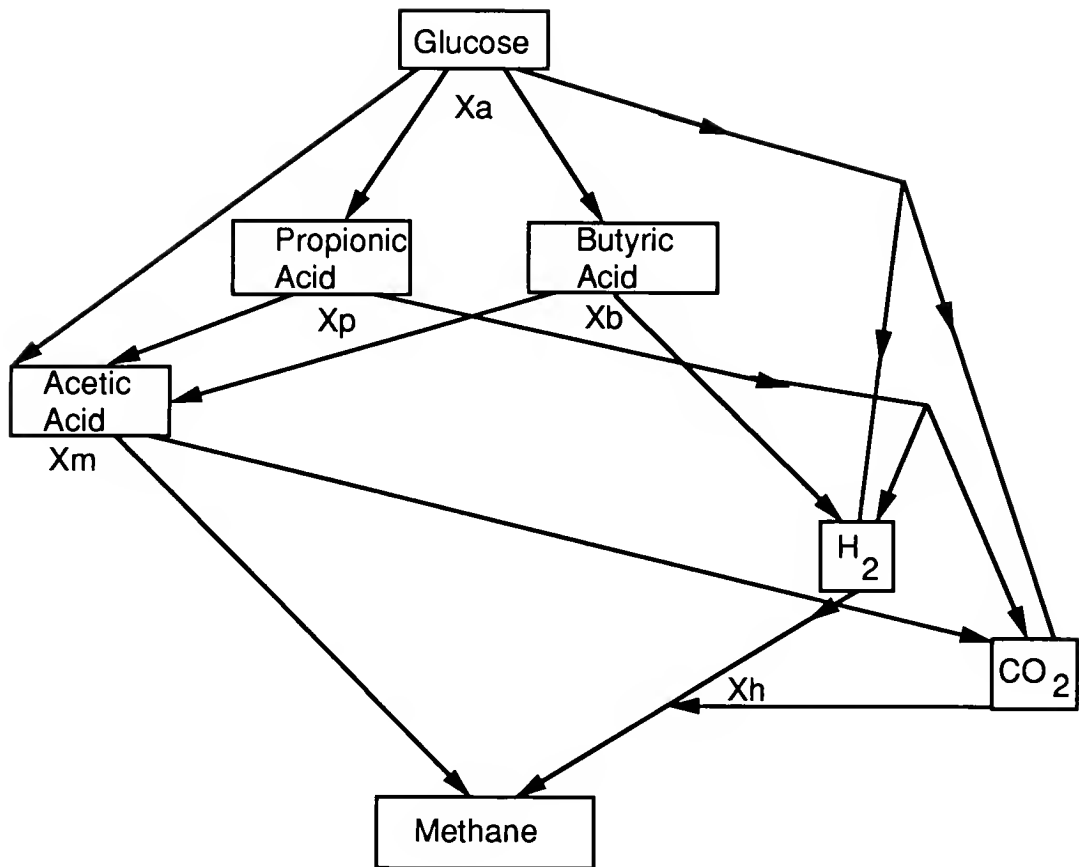 Glucose
Xa
Propionic
Acid
Butyric
Acid
Xp
Xb
Acetic
Acid
Xm
H2
CO2
Xh
Methane